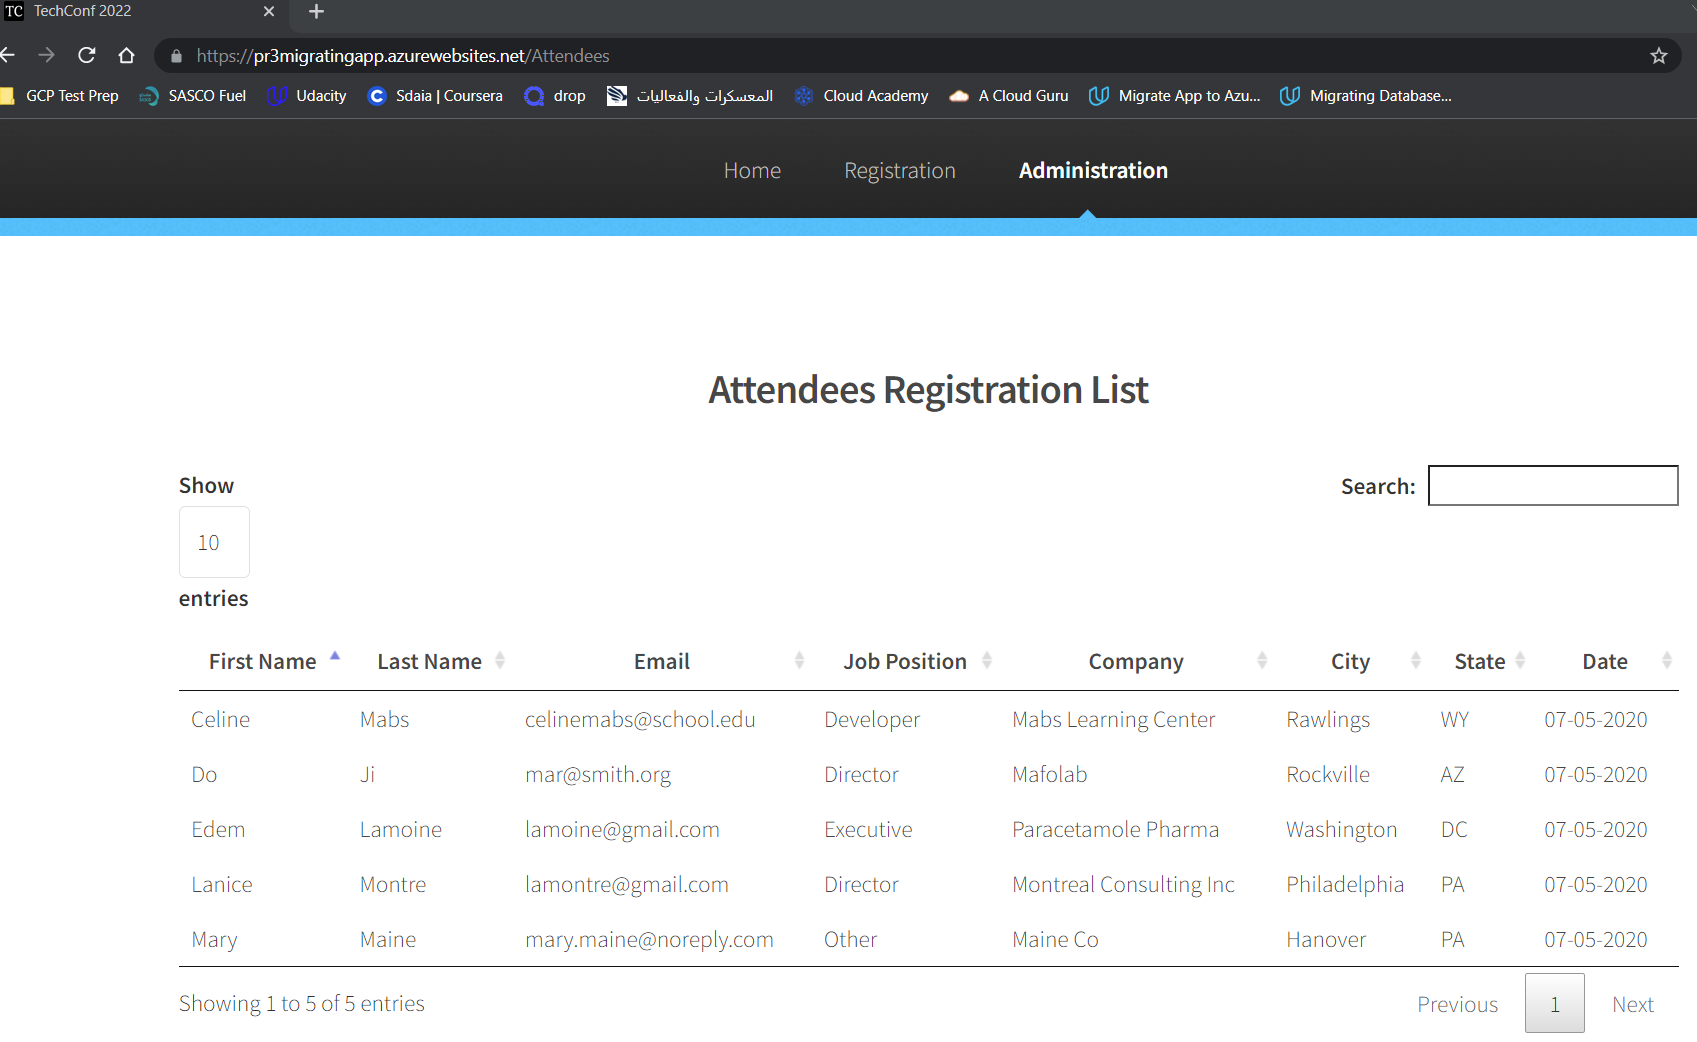 TC TechConf 2022
https://pr3migratingapp.azurewebsites.net/Attendees
GCP Test Prep SASCO Fuel Udacity Sdaia | Coursera drop المعسكرات والفعاليات Cloud Academy A Cloud Guru Migrate App to Azu... Migrating Database...
Home Registration Administration
Attendees Registration List
Show
Search:
10
entries
First Name Last Name Email Job Position Company City State Date
Celine Mabs celinemabs@school.edu Developer Mabs Learning Center Rawlings WY 07-05-2020
Do Ji mar@smith.org Director Mafolab Rockville AZ 07-05-2020
Edem Lamoine lamoine@gmail.com Executive Paracetamole Pharma Washington DC 07-05-2020
Lanice Montre lamontre@gmail.com Director Montreal Consulting Inc Philadelphia PA 07-05-2020
Mary Maine mary.maine@noreply.com Other Maine Co Hanover PA 07-05-2020
Showing 1 to 5 of 5 entries
Previous 1 Next